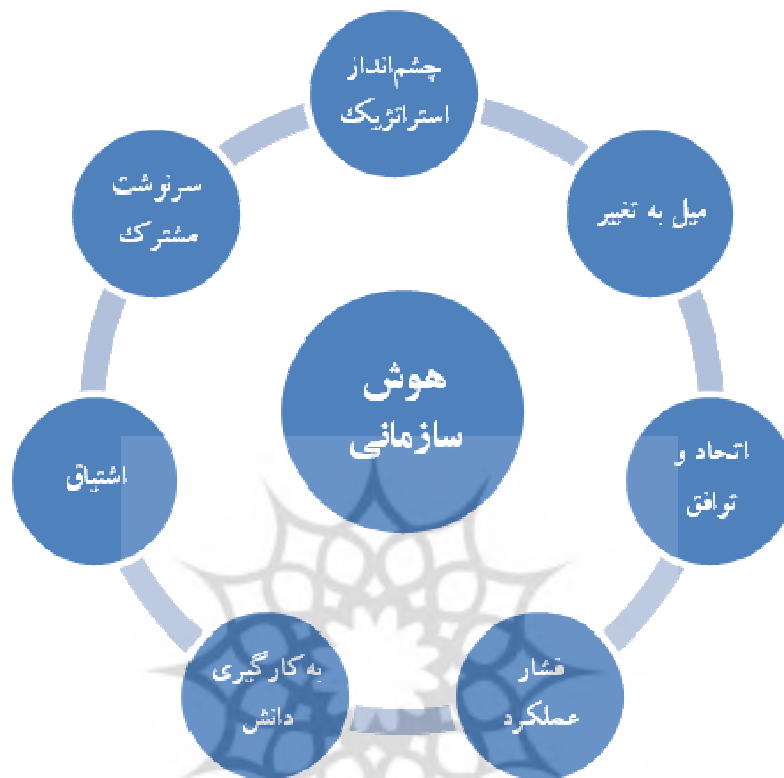 چشم‌انداز
استراتژیک
میل به تغییر
اتحاد و
توافق
فشار
عملکرد
به کارگیری
دانش
اشتیاق
سرنوشت
مشترک
هوش
سازمانی